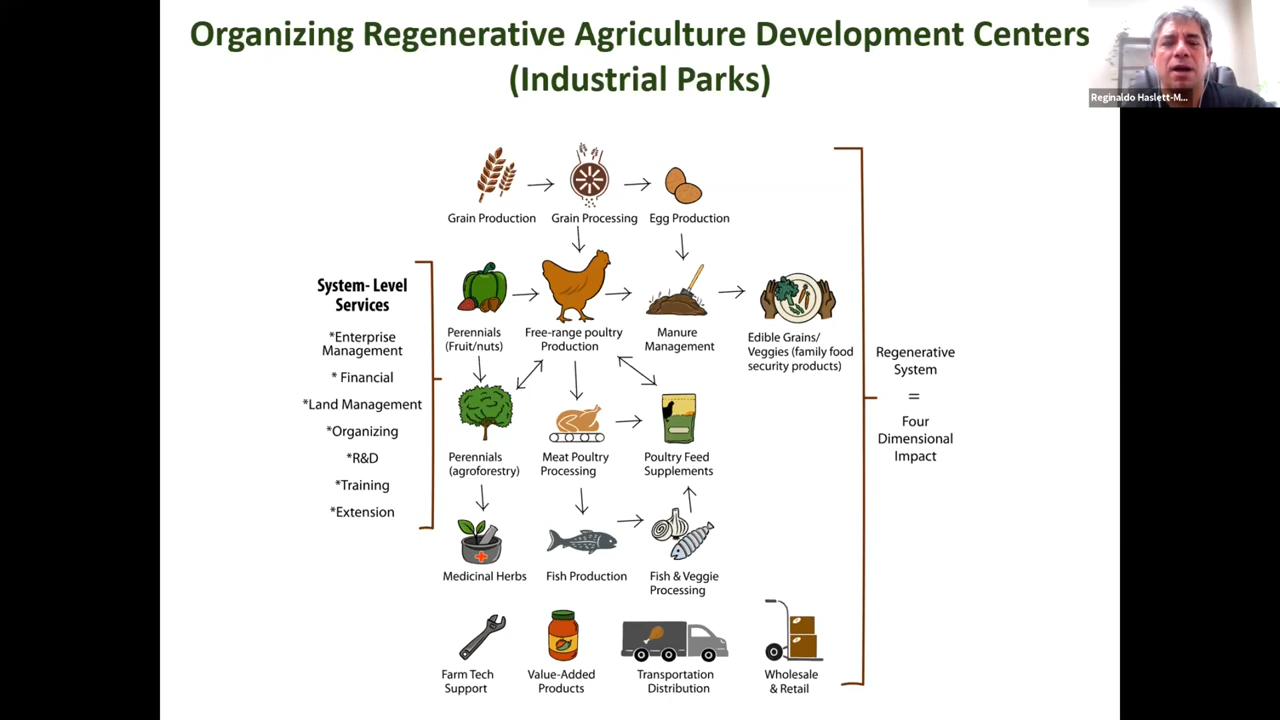 Organizing Regenerative Agriculture Development Centers
(Industrial Parks)
Reginaldo Haslett-M...
Grain Production
Grain Processing
Egg Production
System- Level
Services
*Enterprise
Management
* Financial
*Land Management
*Organizing
*R&D
*Training
*Extension
Perennials
(Fruit/nuts)
Free-range poultry
Production
Manure
Management
Edible Grains/
Veggies (family food
security products)
Regenerative
System
=
Four
Dimensional
Impact
Perennials
(agroforestry)
Meat Poultry
Processing
Poultry Feed
Supplements
Medicinal Herbs
Fish Production
Fish & Veggie
Processing
Farm Tech
Support
Value-Added
Products
Transportation
Distribution
Wholesale
& Retail